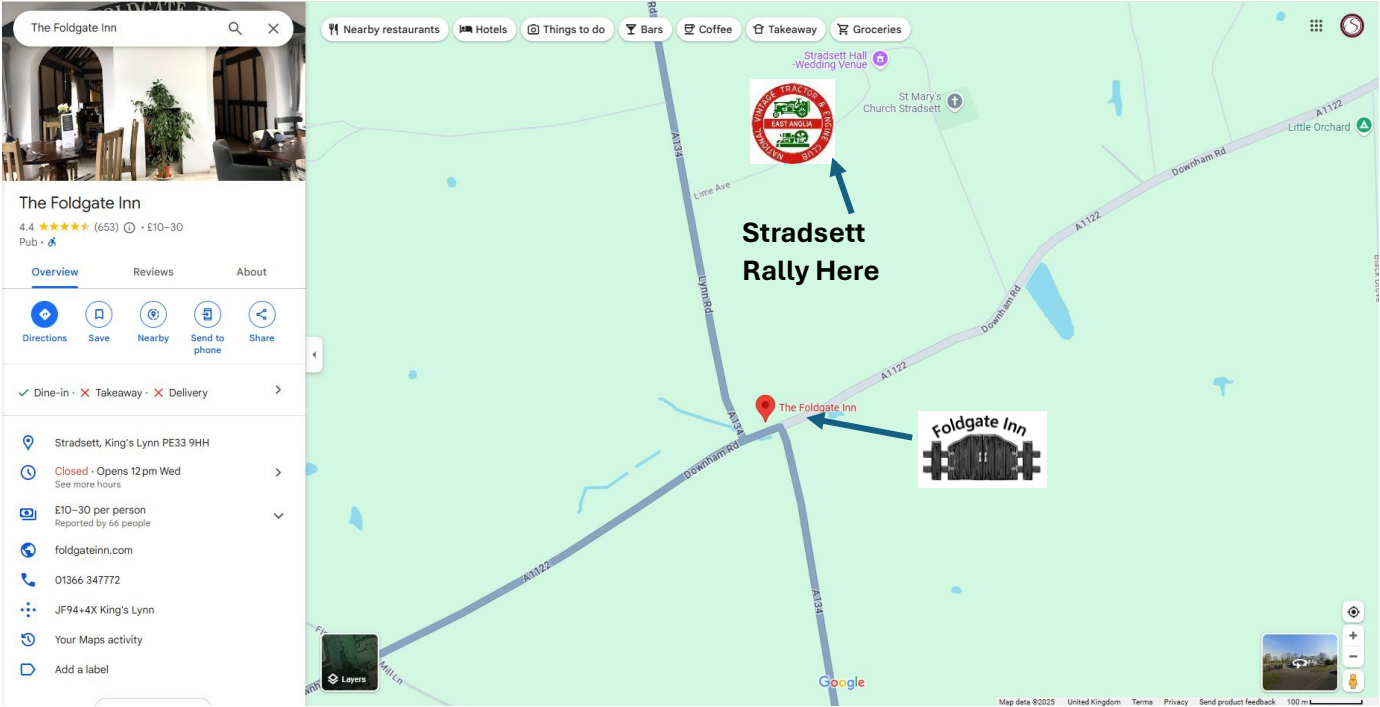 The Foldgate Inn
The Foldgate Inn
4.4 (653) · £10–30
Pub ·
Overview Reviews About
Directions Save Nearby Send to phone Share
Dine-in · Takeaway · Delivery
Stradsett, King's Lynn PE33 9HH
Closed · Opens 12 pm Wed
See more hours
£10–30 per person
Reported by 66 people
foldgateinn.com
01366 347772
JF94+4X King's Lynn
Your Maps activity
Add a label
Nearby restaurants Hotels Things to do Bars Coffee Takeaway Groceries
Stradsett Hall
-Wedding Venue
St Mary's
Church Stradsett
NATIONAL VINTAGE TRACTOR & ENGINE CLUB
EAST ANGLIA
A1122
Little Orchard
Downham Rd
A134
Lime Ave
Stradsett
Rally Here
A1122
Lynn Rd
Downham Rd
A1122
The Foldgate Inn
A134
Foldgate Inn
Downham Rd
A1122
A134
Mill Ln
Layers
Google
Map data ©2025 United Kingdom Terms Privacy Send product feedback 100 m